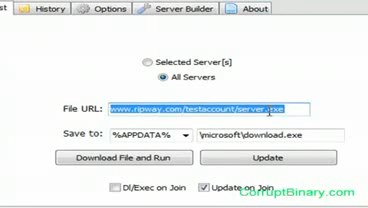 st History Options Server Builder About
Selected Server[s]
All Servers
File URL: www.ripway.com/testaccount/server.exe
Save to: %APPDATA% \microsoft\download.exe
Download File and Run Update
Dl/Exec on Join Update on Join
CorruptBinary.com